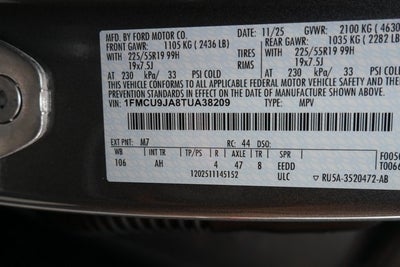 MFD. BY FORD MOTOR CO. 11/25 GVWR: 2100 KG (4630
FRONT GAWR: 1105 KG (2436 LB) REAR GAWR: 1035 KG (2282 LB
WITH TIRES WITH
225/55R19 99H 225/55R19 99H
19x7.5J RIMS 19x7.5J
AT 230 kPa/ 33 PSI COLD AT 230 kPa/ 33 PSI COLD
THIS VEHICLE CONFORMS TO ALL APPLICABLE FEDERAL MOTOR VEHICLE SAFETY AND THEFT
IN EFFECT ON THE DATE OF MANUFACTURE SHOWN ABOVE.
VIN: 1FMCU9JA8TUA38209 TYPE: MPV
EXT PNT: M7 RC: 44 DSO:
WB INT TR TP/PS R AXLE TR SPR
106 AH 4 47 8 EEDD
ULC
1202511145152
RU5A-3520472-AB